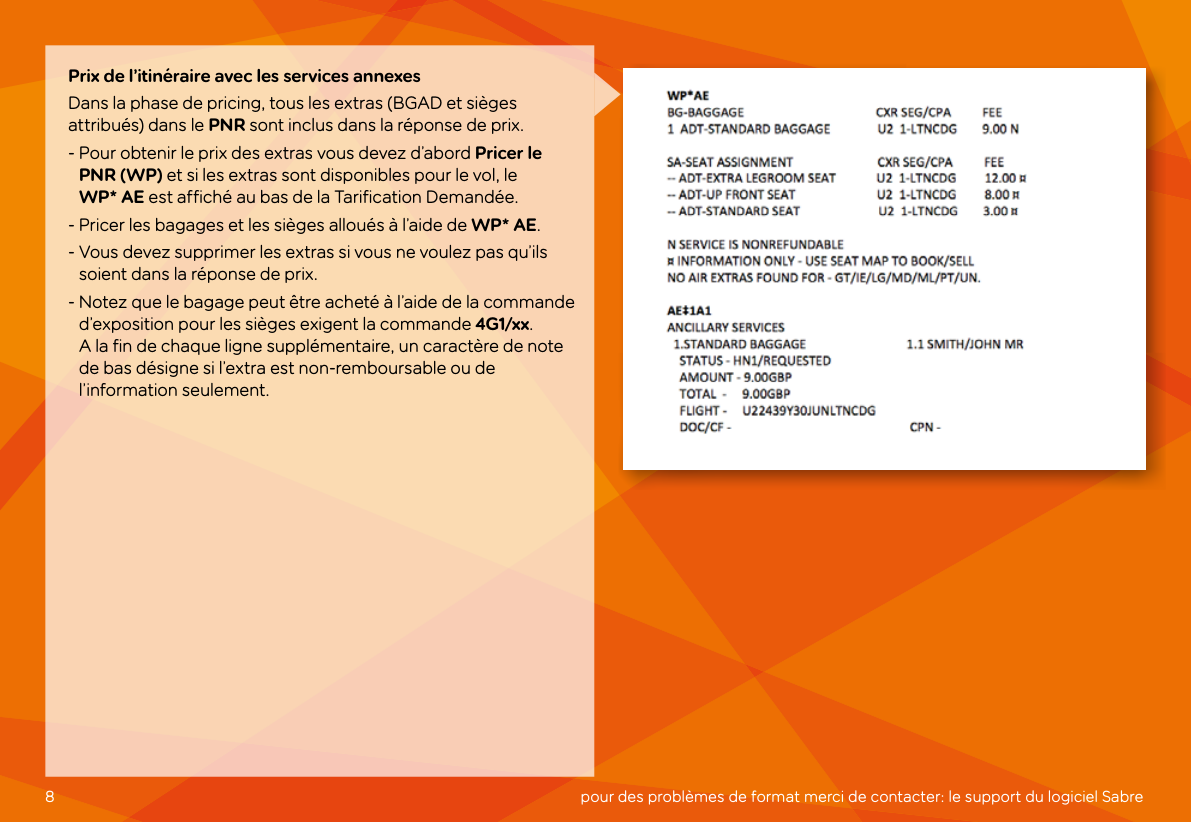 Prix de l'itinéraire avec les services annexes
Dans la phase de pricing, tous les extras (BGAD et sièges
attribués) dans le PNR sont inclus dans la réponse de prix.
- Pour obtenir le prix des extras vous devez d'abord Pricer le
PNR (WP) et si les extras sont disponibles pour le vol, le
WP* AE est affiché au bas de la Tarification Demandée.
- Pricer les bagages et les sièges alloués à l'aide de WP* AE.
- Vous devez supprimer les extras si vous ne voulez pas qu'ils
soient dans la réponse de prix.
- Notez que le bagage peut être acheté à l'aide de la commande
d'exposition pour les sièges exigent la commande 4G1/xx.
A la fin de chaque ligne supplémentaire, un caractère de note
de bas désigne si l'extra est non-remboursable ou de
l'information seulement.
WP*AE
BG-BAGGAGE CXR SEG/CPA FEE
1 ADT-STANDARD BAGGAGE U2 1-LTNCDG 9.00 N
SA-SEAT ASSIGNMENT CXR SEG/CPA FEE
-- ADT-EXTRA LEGROOM SEAT U2 1-LTNCDG 12.00 ¤
-- ADT-UP FRONT SEAT U2 1-LTNCDG 8.00 ¤
-- ADT-STANDARD SEAT U2 1-LTNCDG 3.00 ¤
N SERVICE IS NONREFUNDABLE
¤ INFORMATION ONLY - USE SEAT MAP TO BOOK/SELL
NO AIR EXTRAS FOUND FOR - GT/IE/LG/MD/ML/PT/UN.
AE‡1A1
ANCILLARY SERVICES
1.STANDARD BAGGAGE 1.1 SMITH/JOHN MR
STATUS - HN1/REQUESTED
AMOUNT - 9.00GBP
TOTAL - 9.00GBP
FLIGHT - U22439Y30JUNLTNCDG
DOC/CF - CPN -
8
pour des problèmes de format merci de contacter: le support du logiciel Sabre